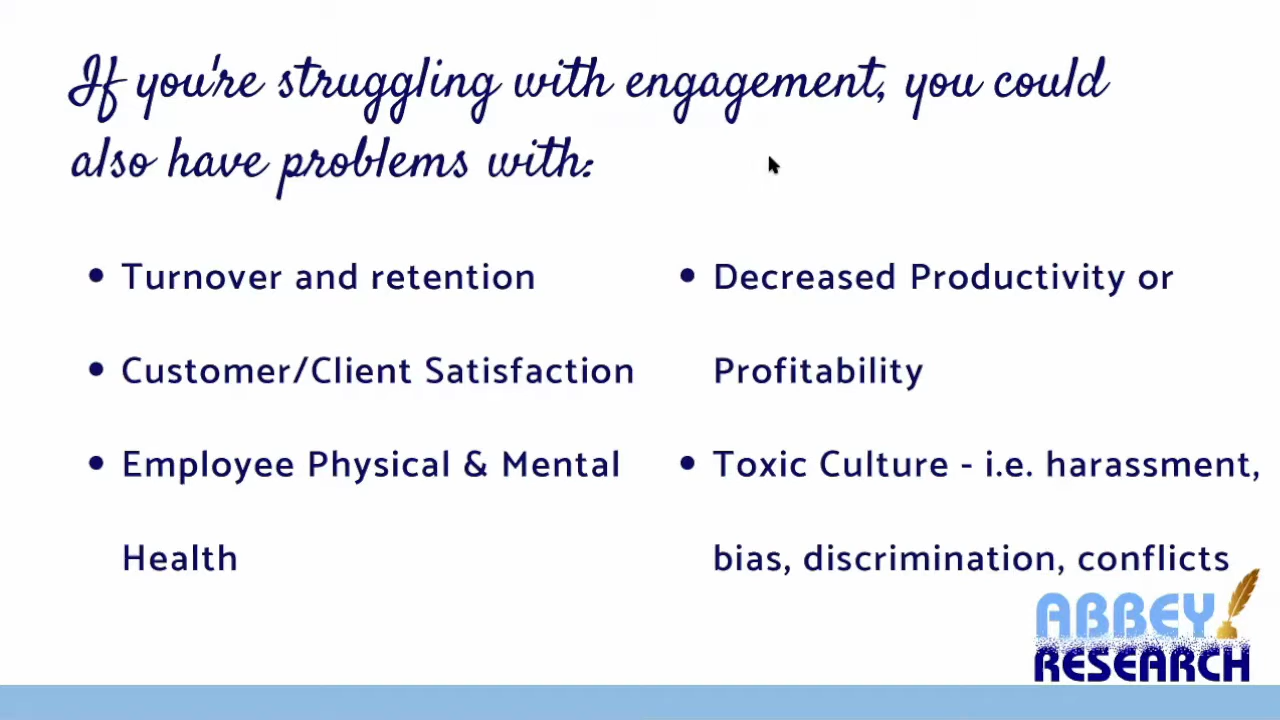 If you're struggling with engagement, you could
also have problems with:
• Turnover and retention
• Customer/Client Satisfaction
• Employee Physical & Mental
Health
• Decreased Productivity or
Profitability
• Toxic Culture - i.e. harassment,
bias, discrimination, conflicts
ABBEY
RESEARCH